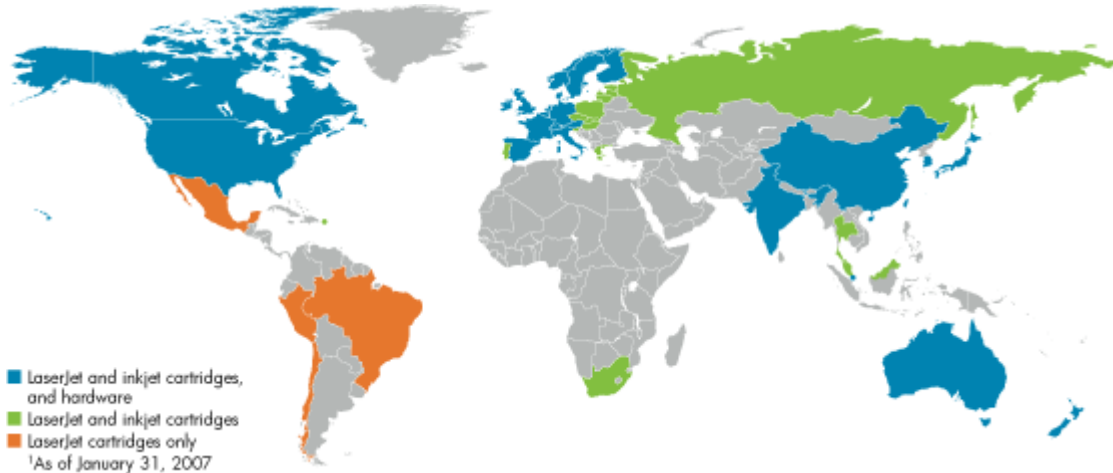 LaserJet and inkjet cartridges,
and hardware
LaserJet and inkjet cartridges
LaserJet cartridges only
¹As of January 31, 2007